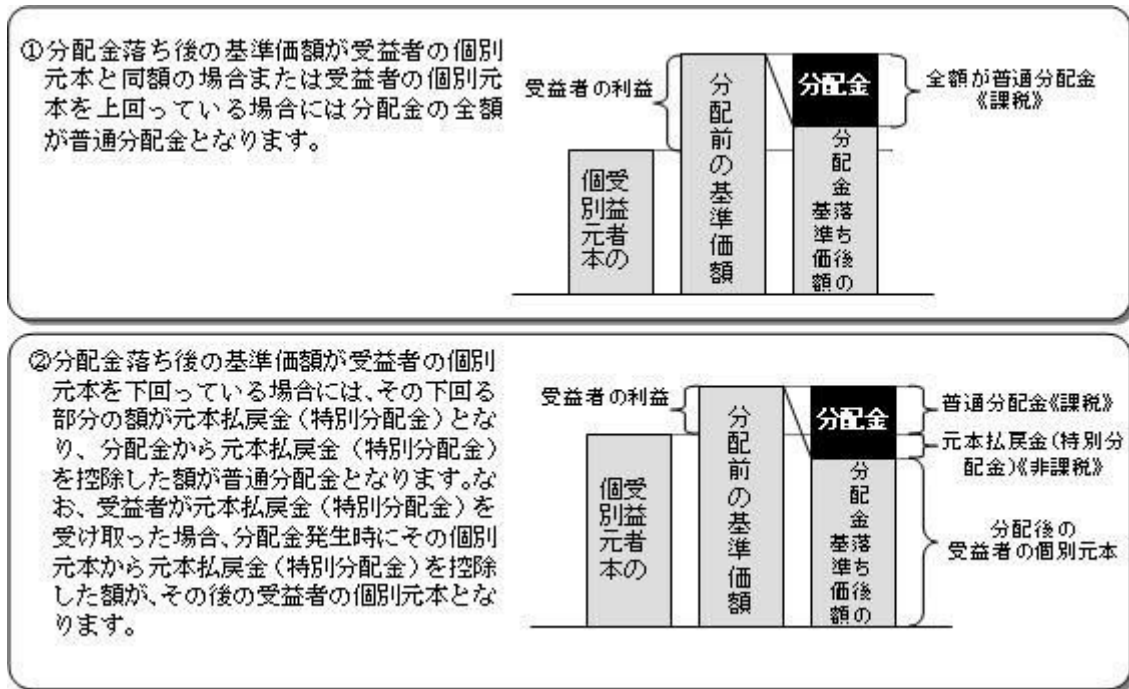 ①分配金落ち後の基準価額が受益者の個別
元本と同額の場合または受益者の個別元
本を上回っている場合には分配金の全額
が普通分配金となります。
受益者の利益
受益者の
個別元本
分配前の基準価額
分配金
分配金落ち後の
基準価額
全額が普通分配金
《課税》
②分配金落ち後の基準価額が受益者の個別
元本を下回っている場合には、その下回る
部分の額が元本払戻金（特別分配金）とな
り、分配金から元本払戻金（特別分配金）
を控除した額が普通分配金となります。な
お、受益者が元本払戻金（特別分配金）を
受け取った場合、分配金発生時にその個別
元本から元本払戻金（特別分配金）を控除
した額が、その後の受益者の個別元本とな
ります。
受益者の利益
受益者の
個別元本
分配前の基準価額
分配金
分配金落ち後の
基準価額
普通分配金《課税》
元本払戻金（特別分
配金）《非課税》
分配後の
受益者の個別元本